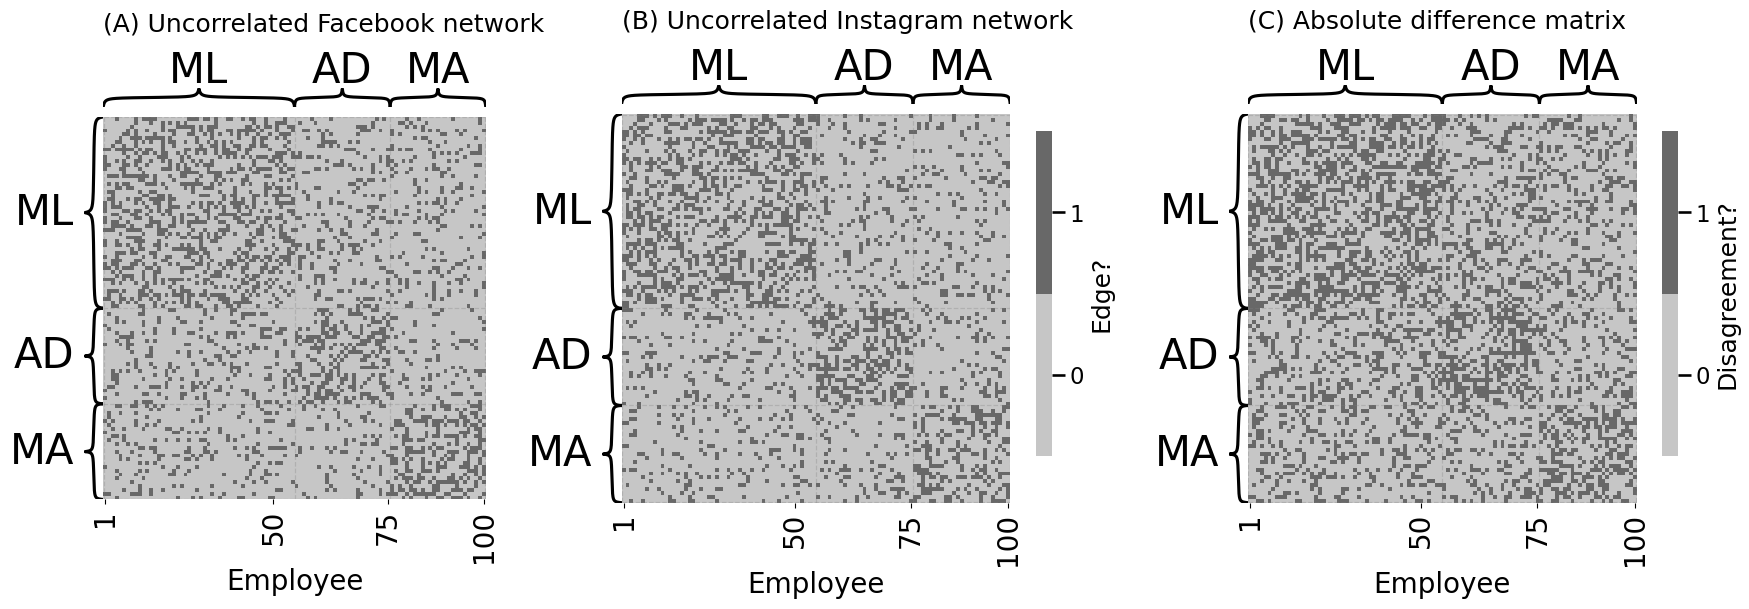 (A) Uncorrelated Facebook network
ML AD MA
ML
AD
MA
1 50 75 100
Employee
(B) Uncorrelated Instagram network
ML AD MA
ML
AD
MA
1 50 75 100
Employee
1
0
Edge?
(C) Absolute difference matrix
ML AD MA
ML
AD
MA
1 50 75 100
Employee
1
0
Disagreement?